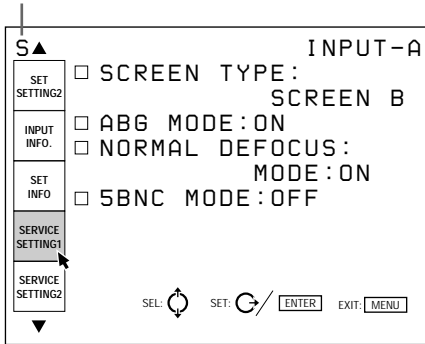 S▲ INPUT-A
SET SETTING2
INPUT INFO.
SET INFO
SERVICE SETTING1
SERVICE SETTING2
▼
□ SCREEN TYPE:
SCREEN B
□ ABG MODE:ON
□ NORMAL DEFOCUS:
MODE:ON
□ 5BNC MODE:OFF
SEL: SET: / ENTER EXIT: MENU